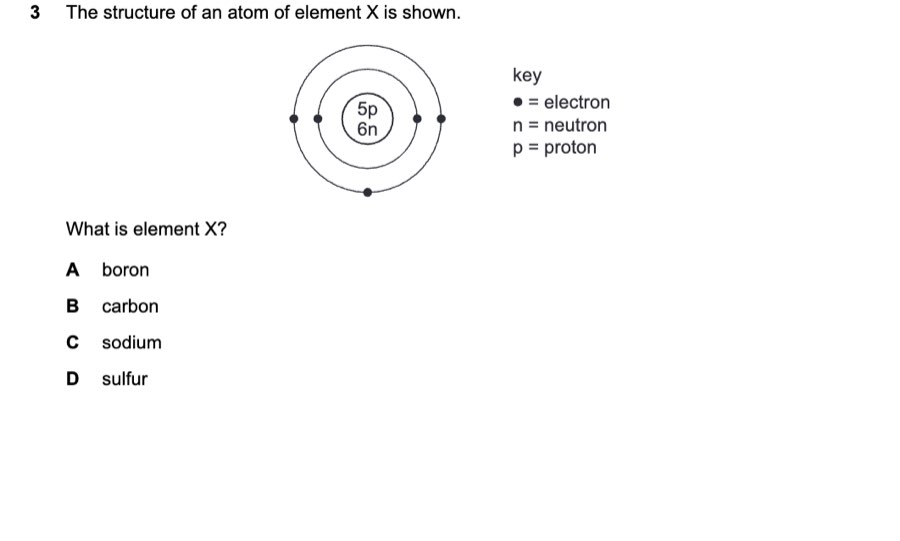 3 The structure of an atom of element X is shown.
key
5p
● = electron
6n
n = neutron
p = proton
What is element X?
A boron
B carbon
C sodium
D sulfur